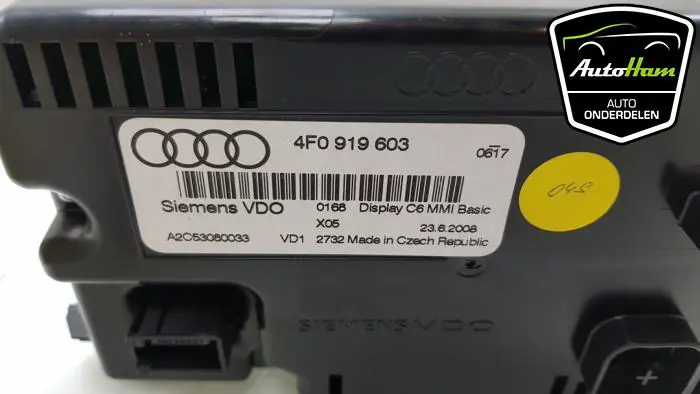 AutoHam
AUTO
ONDERDELEN
4F0 919 603
0617
Siemens VDO
0168 Display C6 MMI Basic
X05 23.6.2008
A2C53080033 VD1 2732 Made in Czech Republic
045
SIEMENS VDO
+